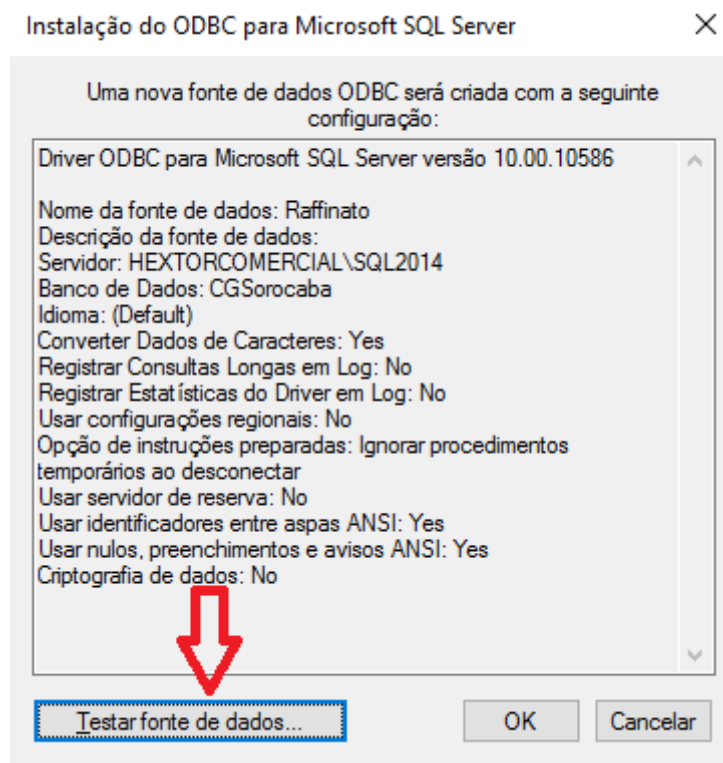 Instalação do ODBC para Microsoft SQL Server
Uma nova fonte de dados ODBC será criada com a seguinte
configuração:
Driver ODBC para Microsoft SQL Server versão 10.00.10586
Nome da fonte de dados: Raffinato
Descrição da fonte de dados:
Servidor: HEXTORCOMERCIAL\SQL2014
Banco de Dados: CGSorocaba
Idioma: (Default)
Converter Dados de Caracteres: Yes
Registrar Consultas Longas em Log: No
Registrar Estatísticas do Driver em Log: No
Usar configurações regionais: No
Opção de instruções preparadas: Ignorar procedimentos
temporários ao desconectar
Usar servidor de reserva: No
Usar identificadores entre aspas ANSI: Yes
Usar nulos, preenchimentos e avisos ANSI: Yes
Criptografia de dados: No
Testar fonte de dados...
OK
Cancelar